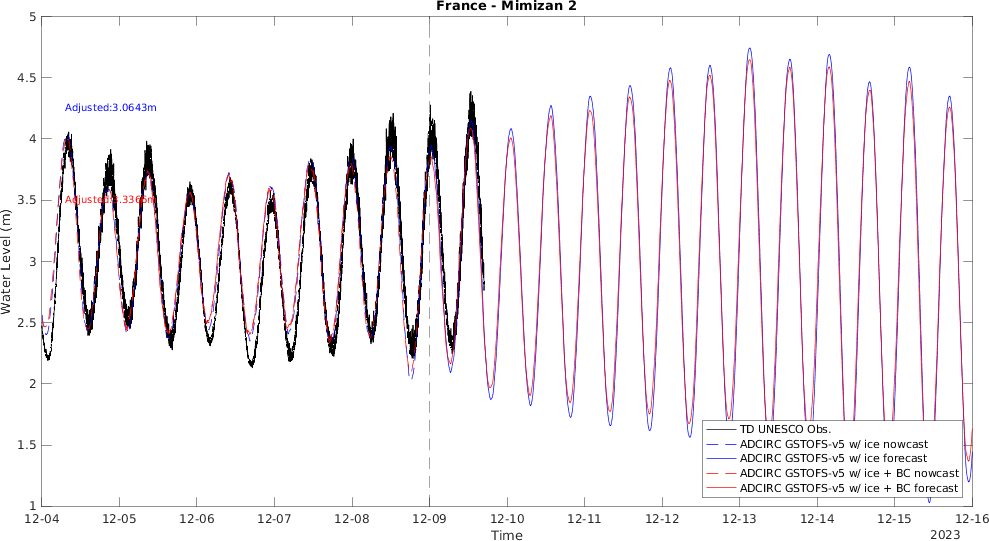 France - Mimizan 2
5
4.5
4
3.5
3
2.5
2
1.5
1
Water Level (m)
Adjusted:3.0643m
Adjusted:3.3366m
TD UNESCO Obs.
ADCIRC GSTOFS-v5 w/ ice nowcast
ADCIRC GSTOFS-v5 w/ ice forecast
ADCIRC GSTOFS-v5 w/ ice + BC nowcast
ADCIRC GSTOFS-v5 w/ ice + BC forecast
12-04 12-05 12-06 12-07 12-08 12-09 12-10 12-11 12-12 12-13 12-14 12-15 12-16
Time
2023